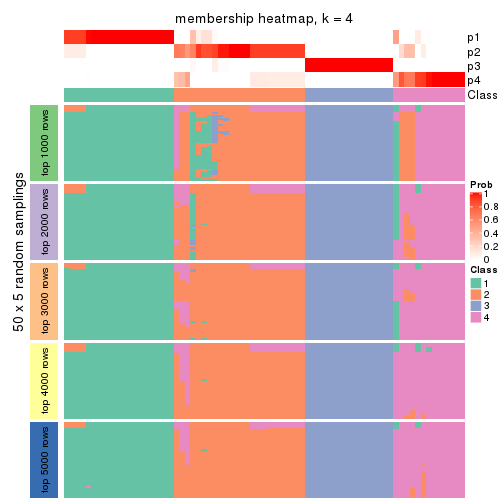 membership heatmap, k = 4
p1
p2
p3
p4
Class
50 x 5 random samplings
top 1000 rows
top 2000 rows
top 3000 rows
top 4000 rows
top 5000 rows
Prob
1
0.8
0.6
0.4
0.2
0
Class
1
2
3
4